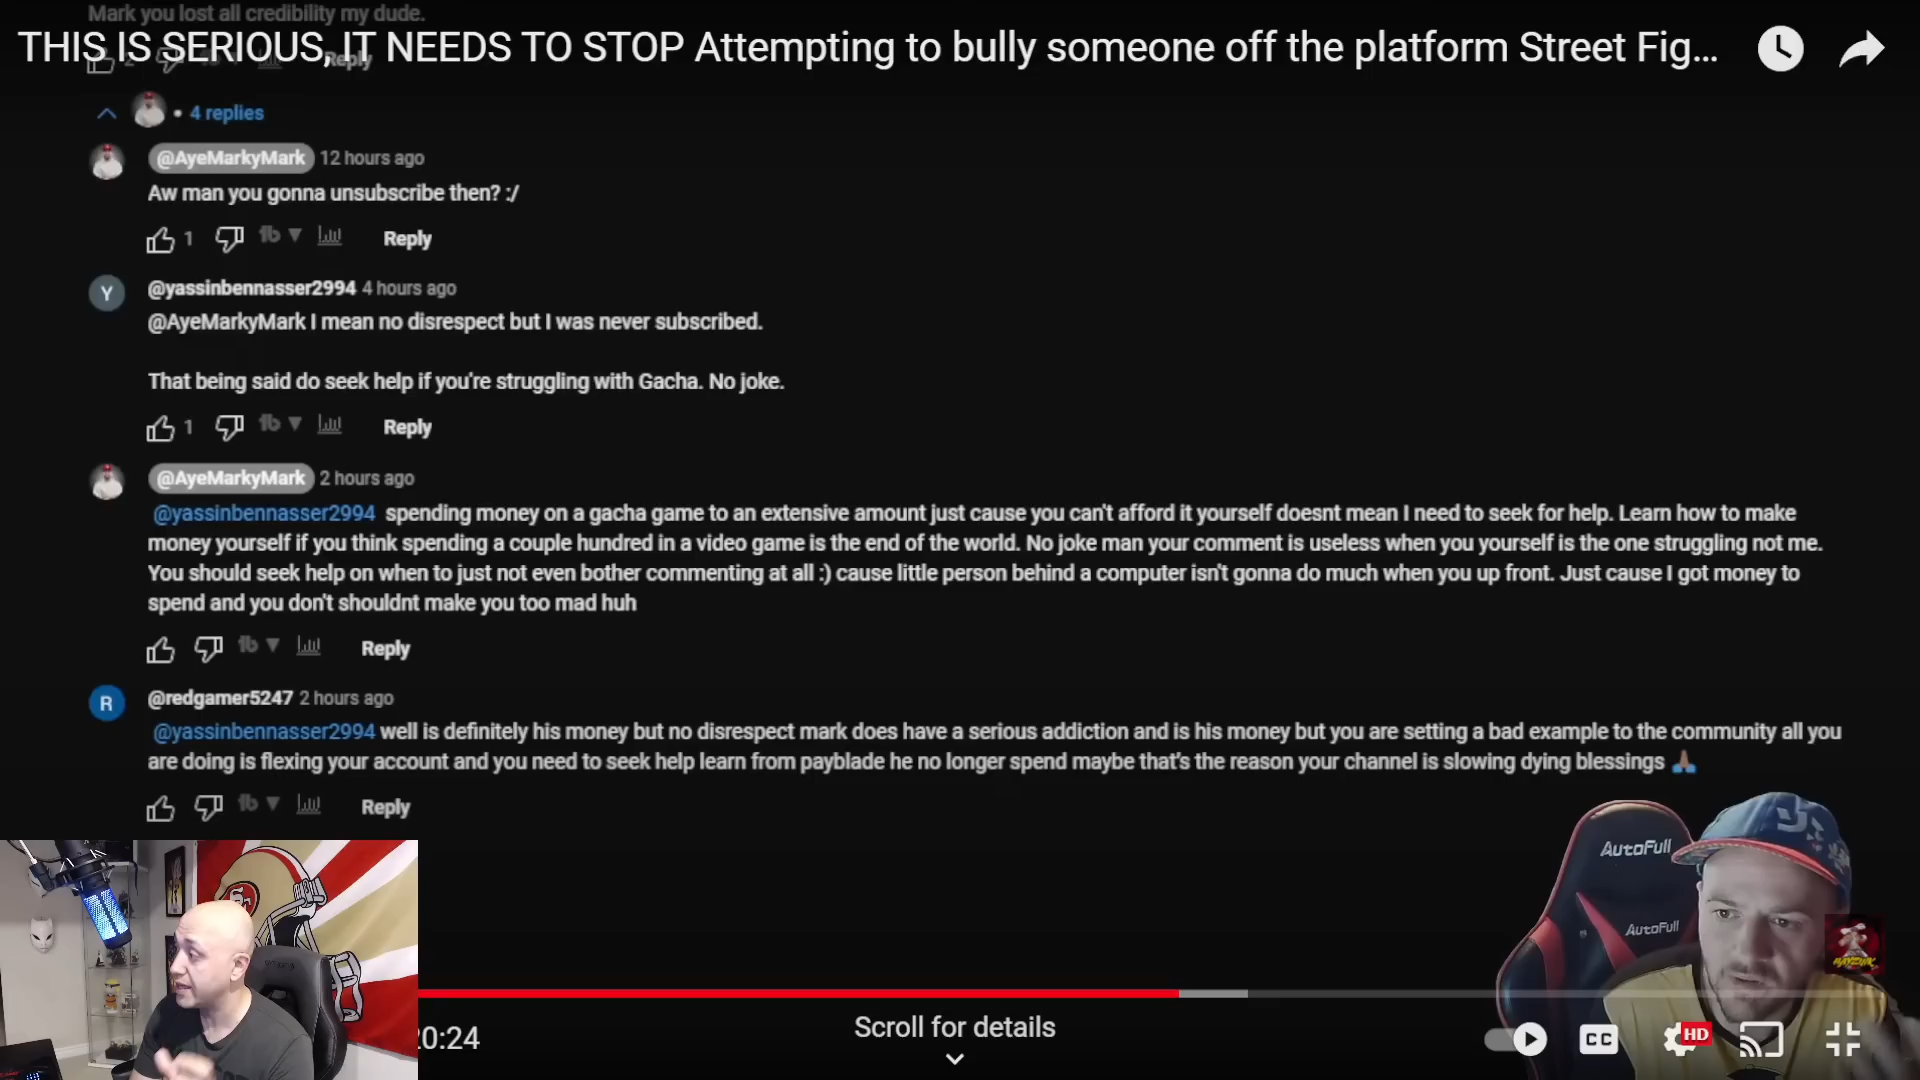 Mark you lost all credibility my dude.
THIS IS SERIOUS, IT NEEDS TO STOP Attempting to bully someone off the platform Street Fig...
2 Reply
• 4 replies
@AyeMarkyMark 12 hours ago
Aw man you gonna unsubscribe then? :/
1 Reply
Y @yassinbennasser2994 4 hours ago
@AyeMarkyMark I mean no disrespect but I was never subscribed.
That being said do seek help if you're struggling with Gacha. No joke.
1 Reply
@AyeMarkyMark 2 hours ago
@yassinbennasser2994 spending money on a gacha game to an extensive amount just cause you can't afford it yourself doesnt mean I need to seek for help. Learn how to make
money yourself if you think spending a couple hundred in a video game is the end of the world. No joke man your comment is useless when you yourself is the one struggling not me.
You should seek help on when to just not even bother commenting at all :) cause little person behind a computer isn't gonna do much when you up front. Just cause I got money to
spend and you don't shouldnt make you too mad huh
Reply
R @redgamer5247 2 hours ago
@yassinbennasser2994 well is definitely his money but no disrespect mark does have a serious addiction and is his money but you are setting a bad example to the community all you
are doing is flexing your account and you need to seek help learn from payblade he no longer spend maybe that's the reason your channel is slowing dying blessings 🙏🏽
Reply
AutoFull
AutoFull
0:24
Scroll for details
CC
HD